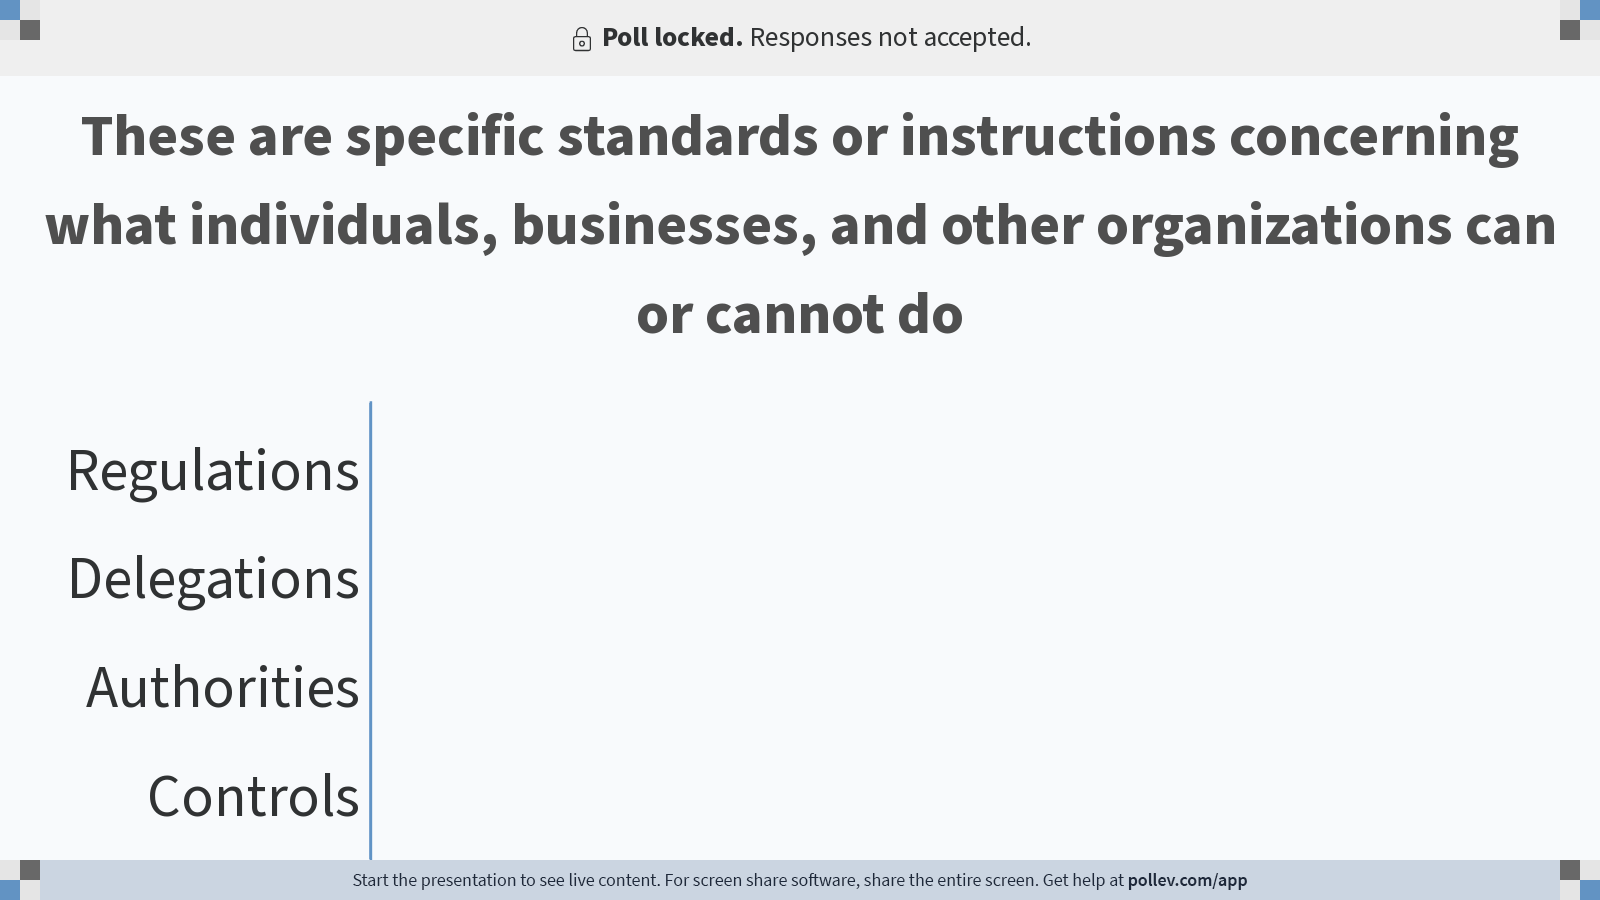 Poll locked. Responses not accepted.
These are specific standards or instructions concerning
what individuals, businesses, and other organizations can
or cannot do
Regulations
Delegations
Authorities
Controls
Start the presentation to see live content. For screen share software, share the entire screen. Get help at pollev.com/app